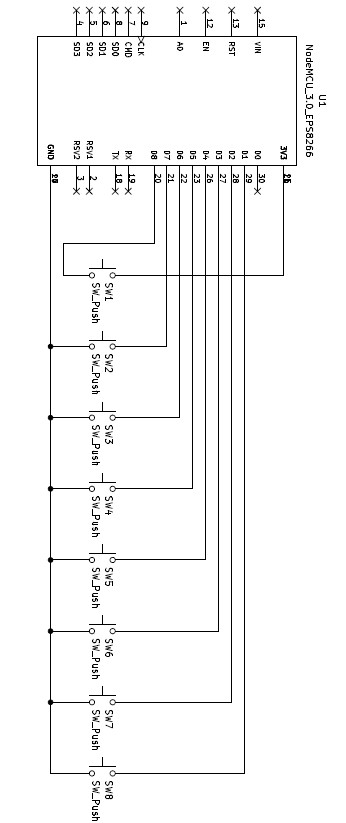 U1
NodeMCU_3.0_EPS8266
3V3
15 VIN D0 30
D1 29
13 RST D2 28
D3 27
12 EN D4 26
D5 23
1 A0 D6 22
D7 21
D8 20
9 CLK
7 CMD RX 19
8 SD0 TX 18
6 SD1
5 SD2 RSV1 2
4 SD3 RSV2 3
GND
SW1 SW2 SW3 SW4 SW5 SW6 SW7 SW8
SW_Push SW_Push SW_Push SW_Push SW_Push SW_Push SW_Push SW_Push